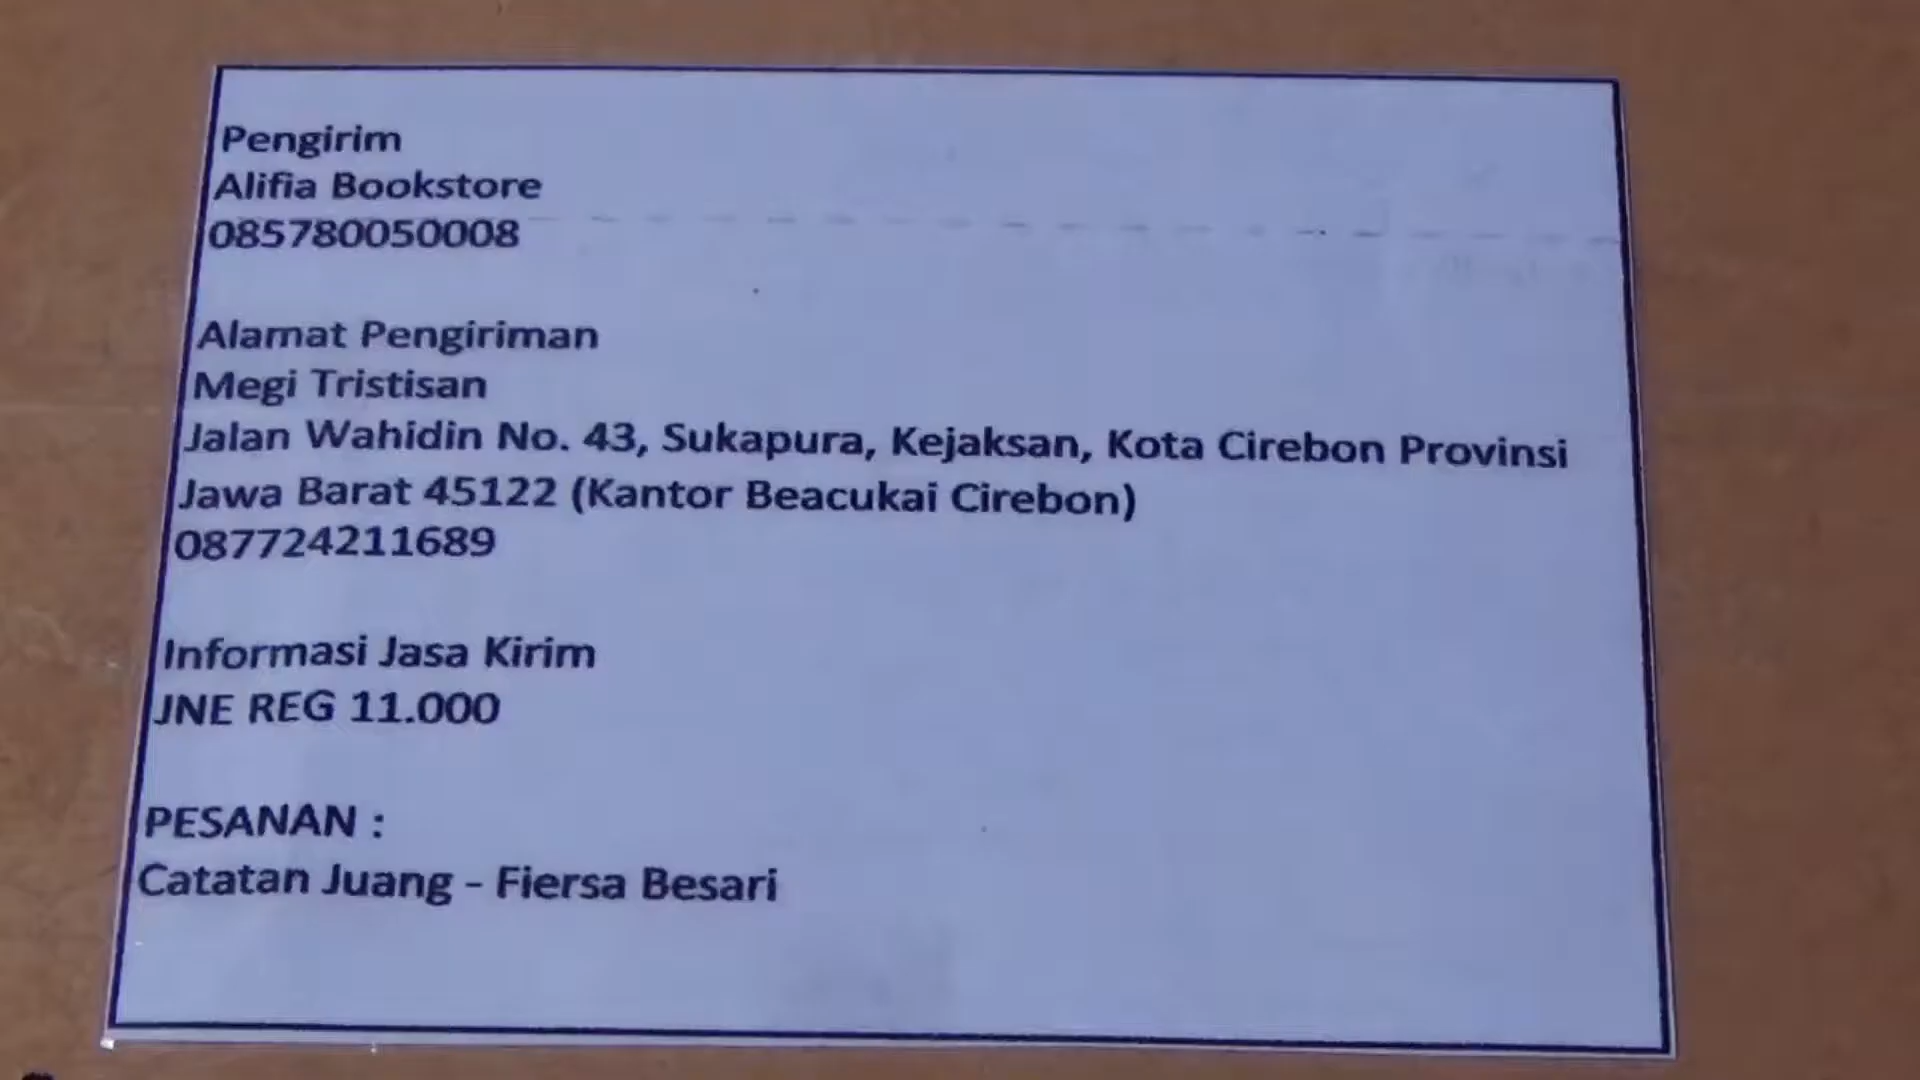 Pengirim
Alifia Bookstore
085780050008
Alamat Pengiriman
Megi Tristisan
Jalan Wahidin No. 43, Sukapura, Kejaksan, Kota Cirebon Provinsi
Jawa Barat 45122 (Kantor Beacukai Cirebon)
087724211689
Informasi Jasa Kirim
JNE REG 11.000
PESANAN :
Catatan Juang - Fiersa Besari